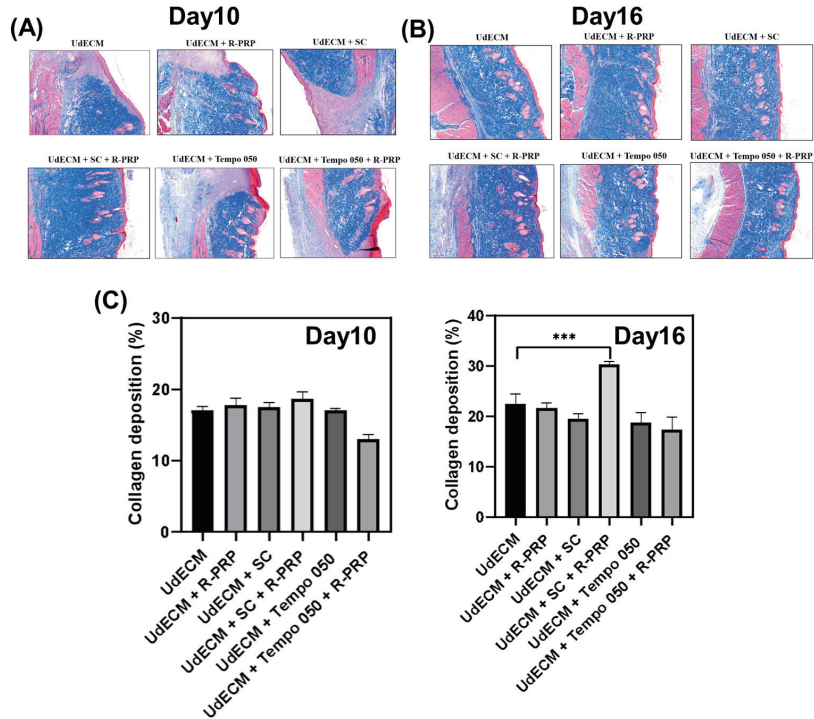 (A)
Day10
UdECM
UdECM + R-PRP
UdECM + SC
UdECM + SC + R-PRP
UdECM + Tempo 050
UdECM + Tempo 050 + R-PRP
(B)
Day16
UdECM
UdECM + R-PRP
UdECM + SC
UdECM + SC + R-PRP
UdECM + Tempo 050
UdECM + Tempo 050 + R-PRP
(C)
Collagen deposition (%)
30
20
10
0
Day10
UdECM
UdECM + R-PRP
UdECM + SC
UdECM + SC + R-PRP
UdECM + Tempo 050
UdECM + Tempo 050 + R-PRP
Collagen deposition (%)
40
30
20
10
0
***
Day16
UdECM
UdECM + R-PRP
UdECM + SC
UdECM + SC + R-PRP
UdECM + Tempo 050
UdECM + Tempo 050 + R-PRP